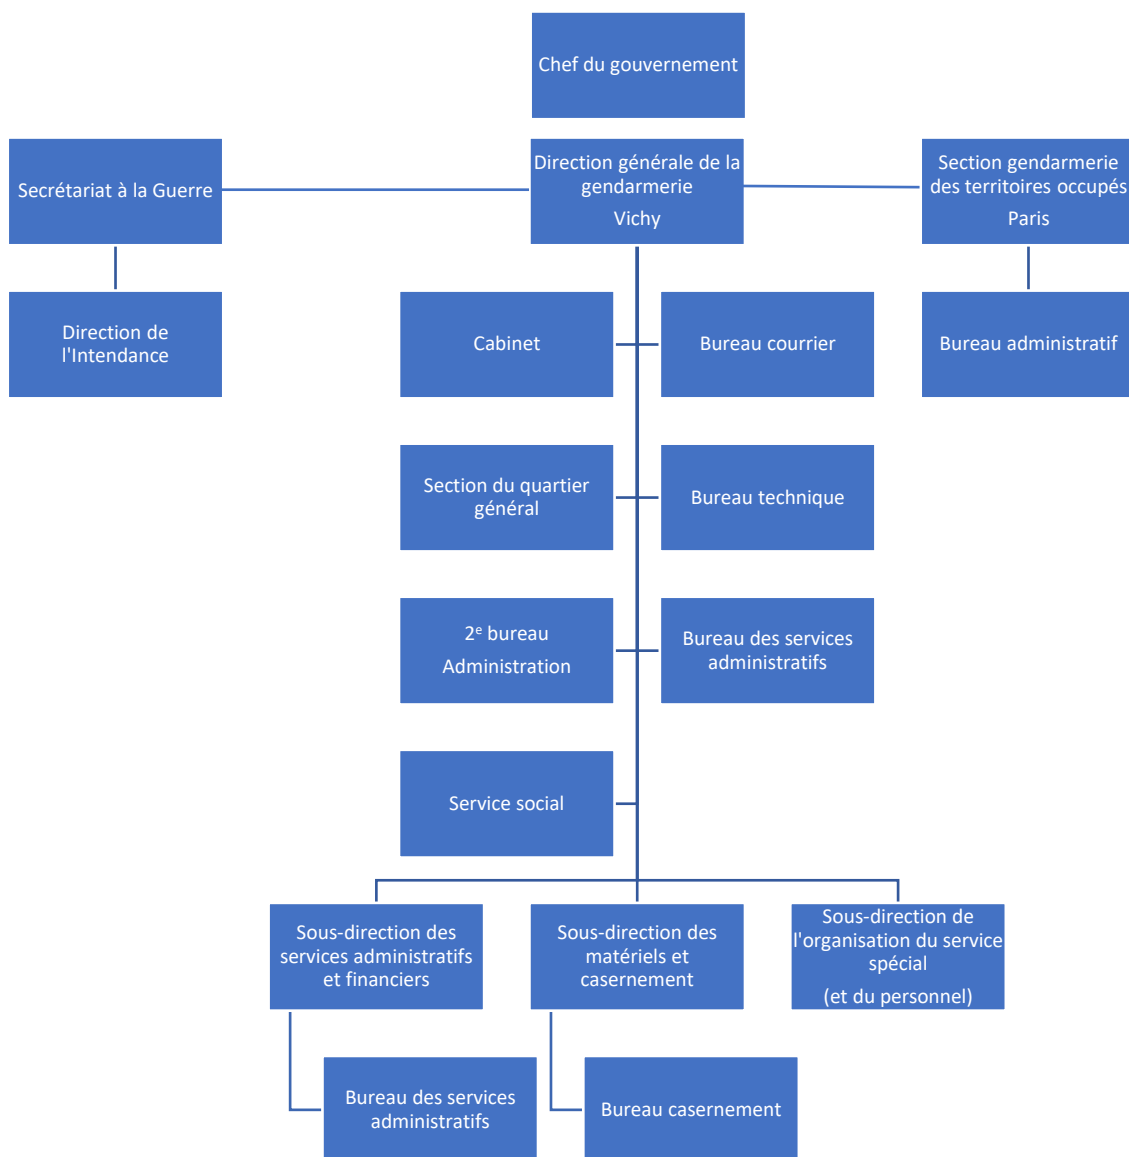 Chef du gouvernement
Secrétariat à la Guerre
Direction générale de la
gendarmerie
Vichy
Section gendarmerie
des territoires occupés
Paris
Direction de
l'Intendance
Cabinet
Bureau courrier
Bureau administratif
Section du quartier
général
Bureau technique
2e bureau
Administration
Bureau des services
administratifs
Service social
Sous-direction des
services administratifs
et financiers
Sous-direction des
matériels et
casernement
Sous-direction de
l'organisation du service
spécial
(et du personnel)
Bureau des services
administratifs
Bureau casernement